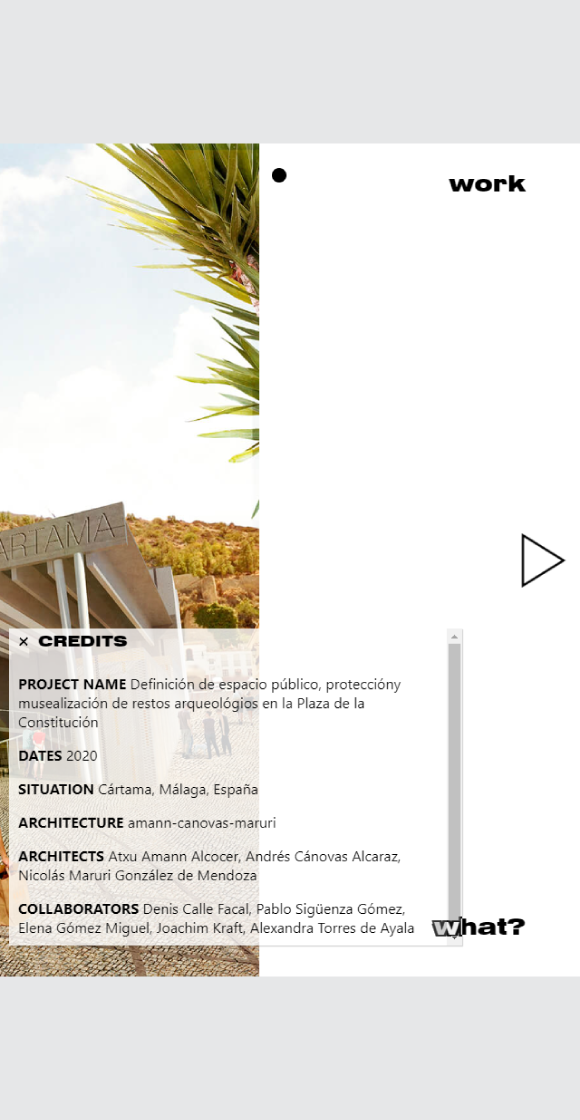 work
ARTAMA
× CREDITS
PROJECT NAME Definición de espacio público, proteccióny
musealización de restos arqueológios en la Plaza de la
Constitución
DATES 2020
SITUATION Cártama, Málaga, España
ARCHITECTURE amann-canovas-maruri
ARCHITECTS Atxu Amann Alcocer, Andrés Cánovas Alcaraz,
Nicolás Maruri González de Mendoza
COLLABORATORS Denis Calle Facal, Pablo Sigüenza Gómez,
Elena Gómez Miguel, Joachim Kraft, Alexandra Torres de Ayala
what?